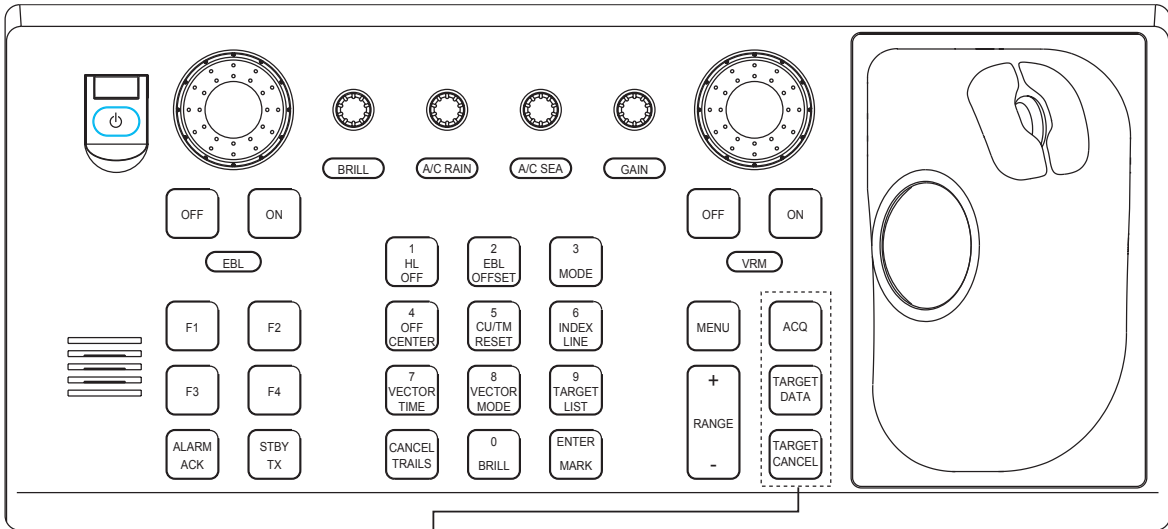 BRILL
A/C RAIN
A/C SEA
GAIN
OFF
ON
EBL
OFF
ON
VRM
1
HL
OFF
2
EBL
OFFSET
3
MODE
F1
F2
4
OFF
CENTER
5
CU/TM
RESET
6
INDEX
LINE
MENU
ACQ
F3
F4
7
VECTOR
TIME
8
VECTOR
MODE
9
TARGET
LIST
+
RANGE
-
TARGET
DATA
ALARM
ACK
STBY
TX
CANCEL
TRAILS
0
BRILL
ENTER
MARK
TARGET
CANCEL